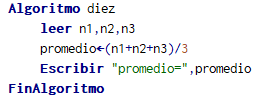 Algoritmo diez
leer n1,n2,n3
promedio←(n1+n2+n3)/3
Escribir "promedio=",promedio
FinAlgoritmo